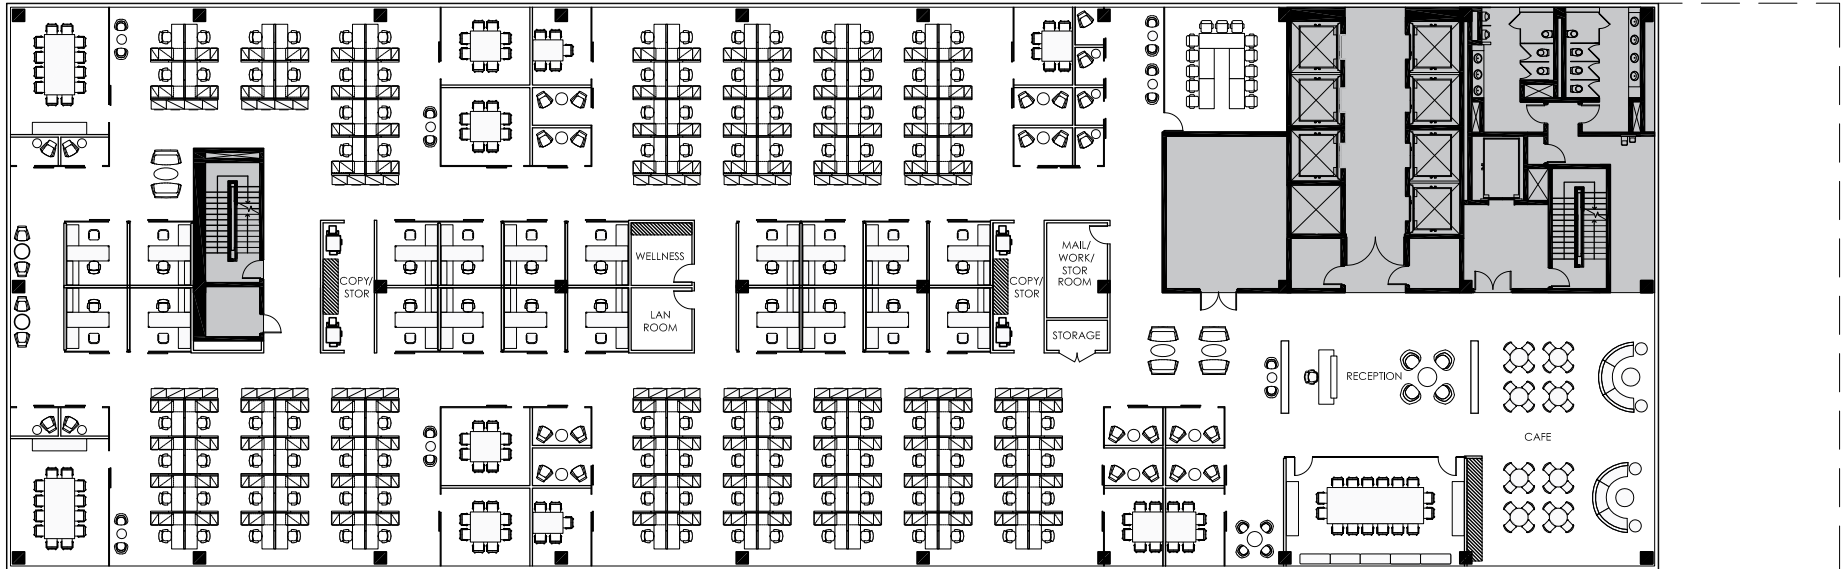 WELLNESS
LAN
ROOM
COPY/
STOR
COPY/
STOR
MAIL/
WORK/
STOR
ROOM
STORAGE
RECEPTION
CAFE